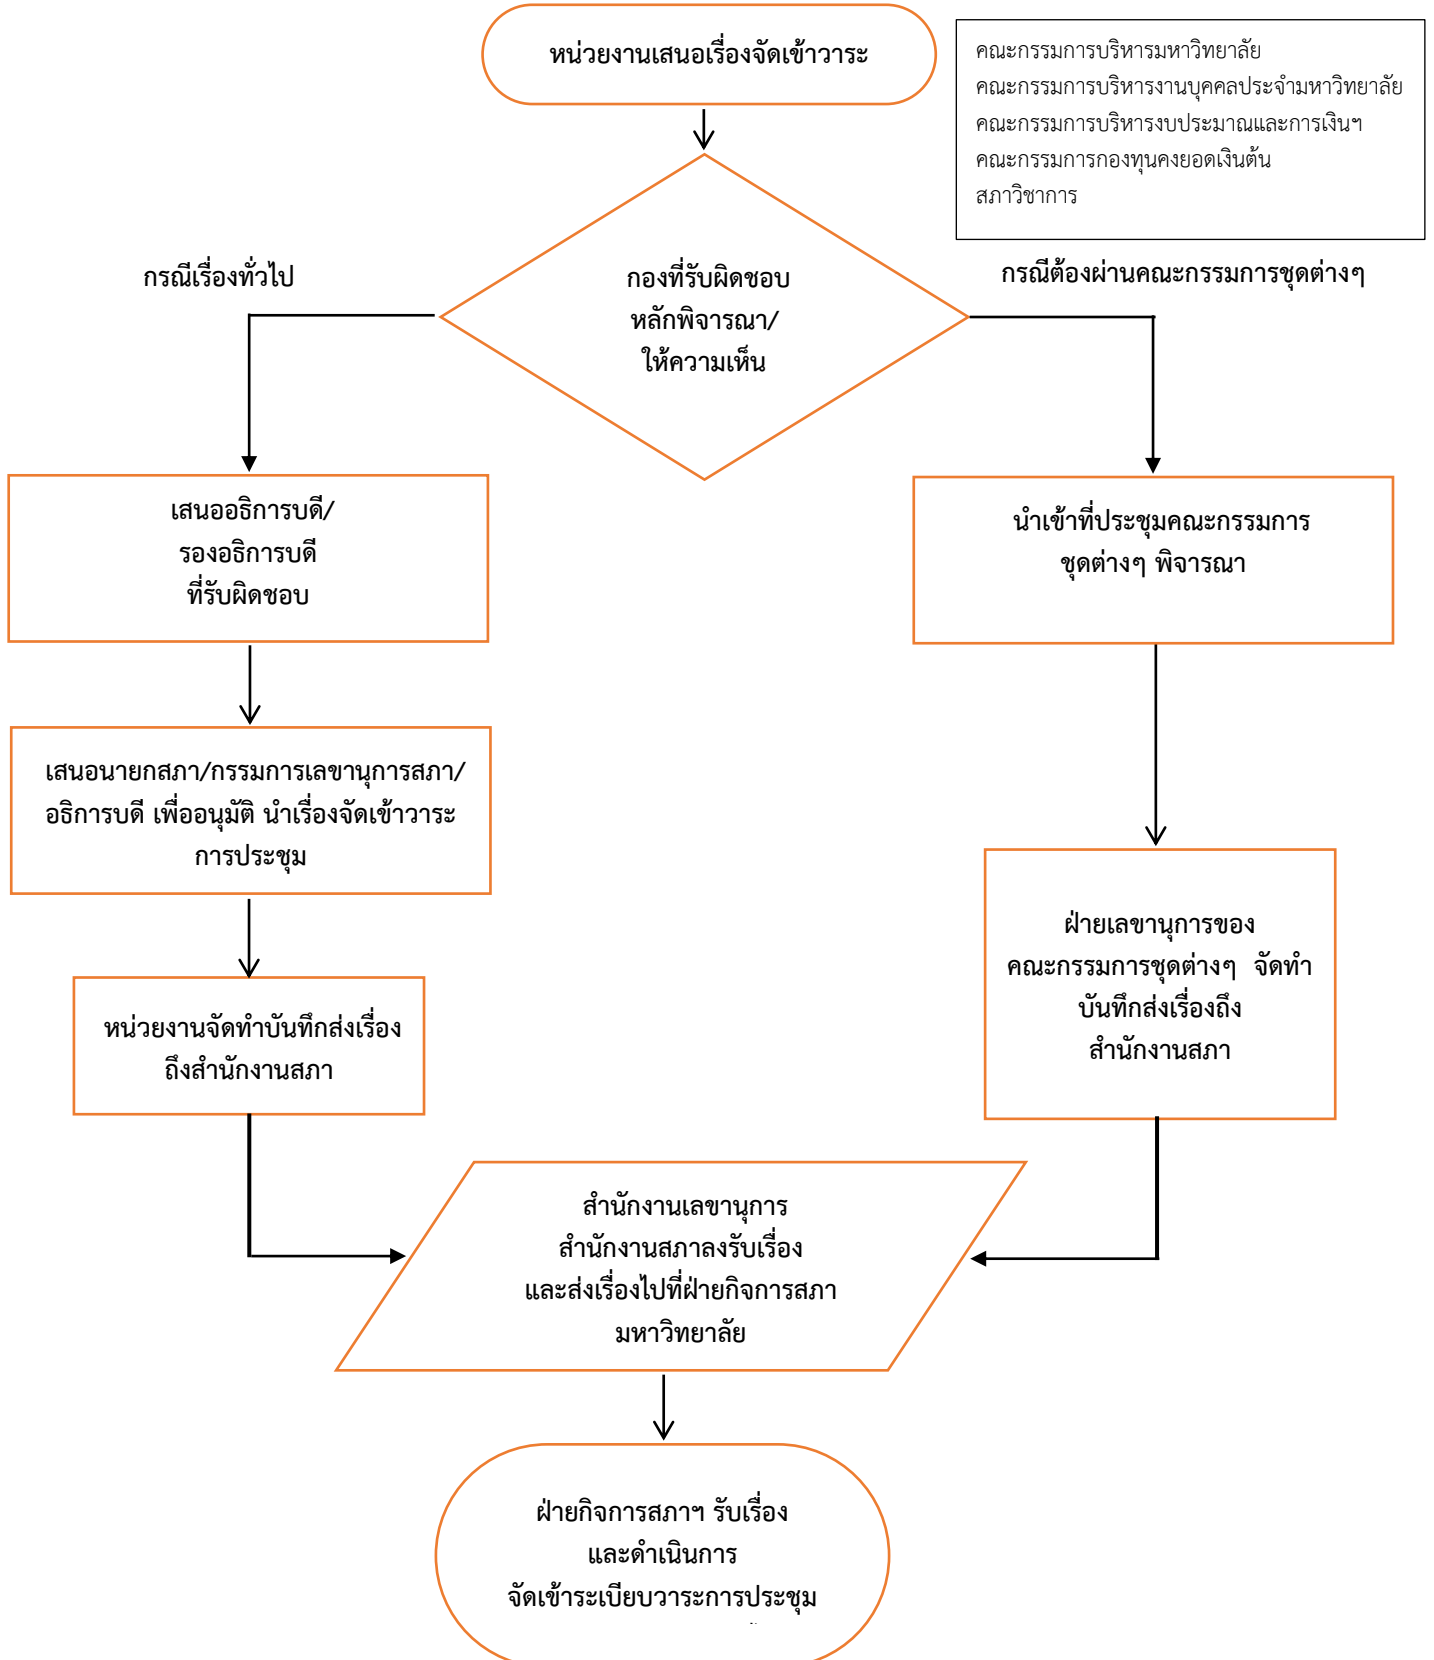 หน่วยงานเสนอเรื่องจัดเข้าวาระ
คณะกรรมการบริหารมหาวิทยาลัย
คณะกรรมการบริหารงานบุคคลประจำมหาวิทยาลัย
คณะกรรมการบริหารงบประมาณและการเงินฯ
คณะกรรมการกองทุนคงยอดเงินต้น
สภาวิชาการ
กรณีเรื่องทั่วไป
กองที่รับผิดชอบ
หลักพิจารณา/
ให้ความเห็น
กรณีต้องผ่านคณะกรรมการชุดต่างๆ
เสนออธิการบดี/
รองอธิการบดี
ที่รับผิดชอบ
นำเข้าที่ประชุมคณะกรรมการ
ชุดต่างๆ พิจารณา
เสนอนายกสภา/กรรมการเลขานุการสภา/
อธิการบดี เพื่ออนุมัติ นำเรื่องจัดเข้าวาระ
การประชุม
ฝ่ายเลขานุการของ
คณะกรรมการชุดต่างๆ จัดทำ
บันทึกส่งเรื่องถึง
สำนักงานสภา
หน่วยงานจัดทำบันทึกส่งเรื่อง
ถึงสำนักงานสภา
สำนักงานเลขานุการ
สำนักงานสภาลงรับเรื่อง
และส่งเรื่องไปที่ฝ่ายกิจการสภา
มหาวิทยาลัย
ฝ่ายกิจการสภาฯ รับเรื่อง
และดำเนินการ
จัดเข้าระเบียบวาระการประชุม